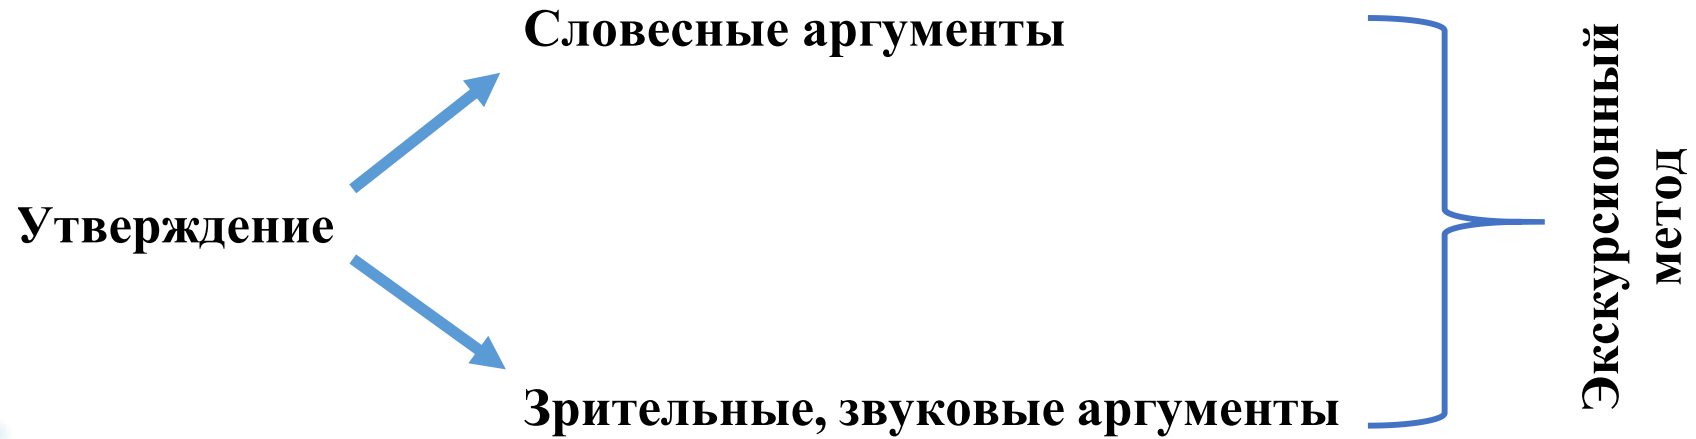 Словесные аргументы
Утверждение
Зрительные, звуковые аргументы
Экскурсионный
метод